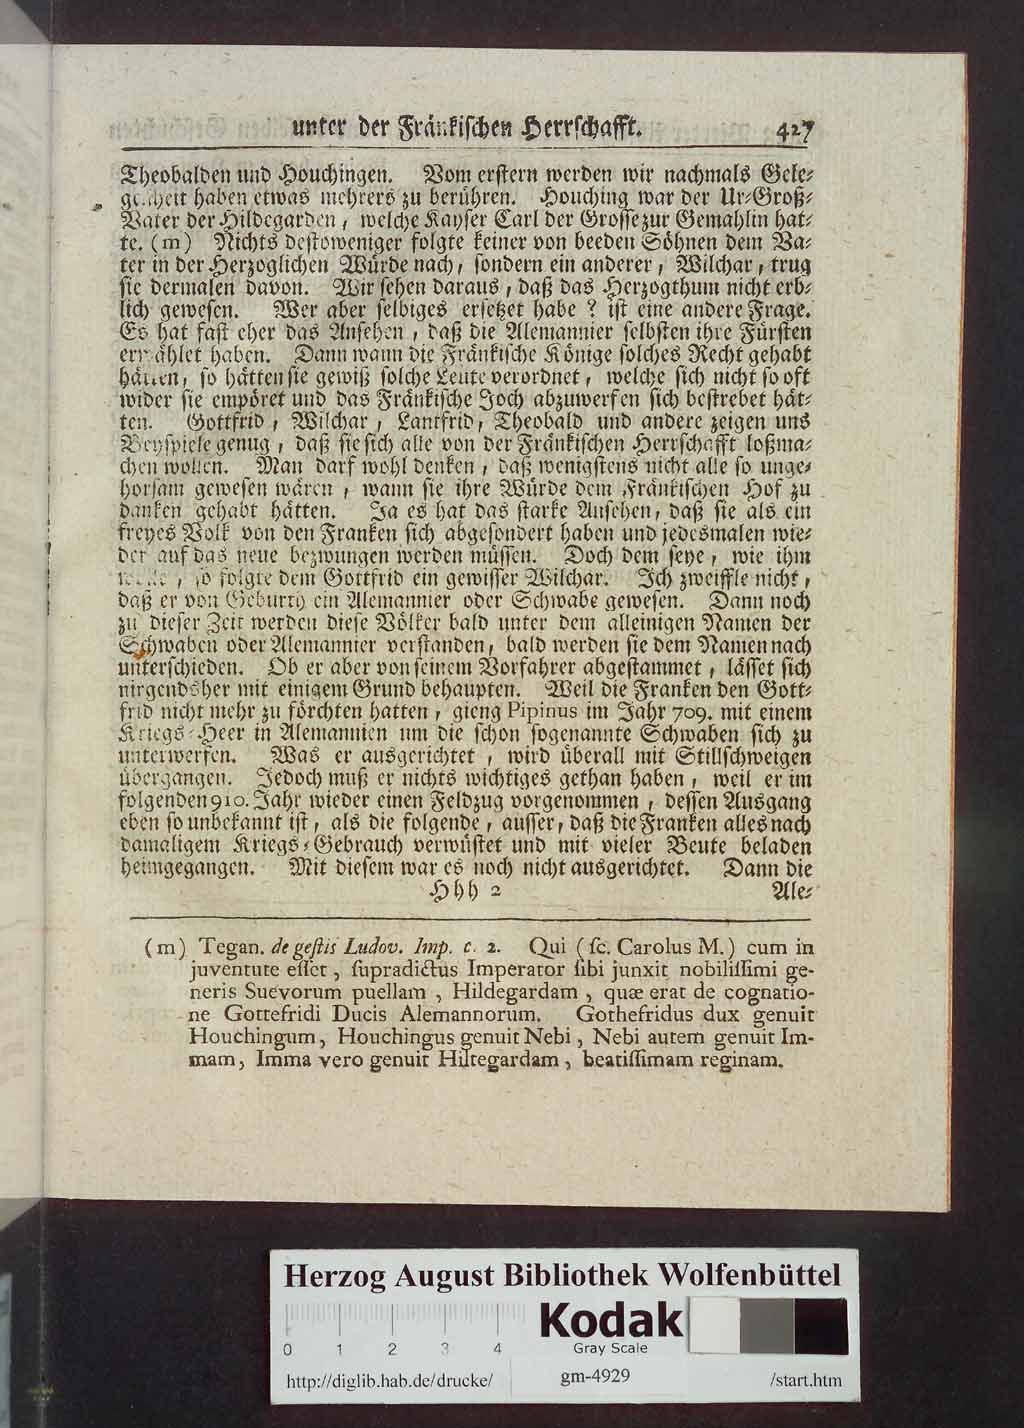 unter der Fränkischen Herrschafft. 427
Theobalden und Houchingen. Vom erstern werden wir nachmals Gele-
genheit haben etwas mehrers zu berühren. Houching war der Ur-Groß-
Vater der Hildegarden, welche Kayser Carl der Grosse zur Gemahlin hat-
te. (m) Nichts destoweniger folgte keiner von beeden Söhnen dem Va-
ter in der Herzoglichen Würde nach, sondern ein anderer, Wilchar, trug
sie dermalen davon. Wir sehen daraus, daß das Herzogthum nicht erb-
lich gewesen. Wer aber selbiges ersetzet habe? ist eine andere Frage.
Es hat fast eher das Ansehen, daß die Alemannier selbsten ihre Fürsten
erwählet haben. Dann wann die Fränkische Könige solches Recht gehabt
hätten, so hätten sie gewiß solche Leute verordnet, welche sich nicht so oft
wider sie empöret und das Fränkische Joch abzuwerfen sich bestrebet hät-
ten. Gottfrid, Wilchar, Lantfrid, Theobald und andere zeigen uns
Beyspiele genug, daß sie sich alle von der Fränkischen Herrschafft loßma-
chen wollen. Man darf wohl denken, daß wenigstens nicht alle so unge-
horsam gewesen wären, wann sie ihre Würde dem Fränkischen Hof zu
danken gehabt hätten. Ja es hat das starke Ansehen, daß sie als ein
freyes Volk von den Franken sich abgesondert haben und jedesmalen wie-
der auf das neue bezwungen werden müssen. Doch dem seye, wie ihm
wolle, so folgte dem Gottfrid ein gewisser Wilchar. Ich zweiffle nicht,
daß er von Geburth ein Alemannier oder Schwabe gewesen. Dann noch
zu dieser Zeit werden diese Völker bald unter dem alleinigen Namen der
Schwaben oder Alemannier verstanden, bald werden sie dem Namen nach
unterschieden. Ob er aber von seinem Vorfahrer abgestammet, lässet sich
nirgendsher mit einigem Grund behaupten. Weil die Franken den Gott-
frid nicht mehr zu förchten hatten, gieng Pipinus im Jahr 709. mit einem
Kriegs-Heer in Alemannien um die schon sogenannte Schwaben sich zu
unterwerfen. Was er ausgerichtet, wird überall mit Stillschweigen
übergangen. Jedoch muß er nichts wichtiges gethan haben, weil er im
folgenden 910. Jahr wieder einen Feldzug vorgenommen, dessen Ausgang
eben so unbekannt ist, als die folgende, ausser, daß die Franken alles nach
damaligem Kriegs-Gebrauch verwüstet und mit vieler Beute beladen
heimgegangen. Mit diesem war es noch nicht ausgerichtet. Dann die
Hhh 2 Ale-
(m) Tegan. de gestis Ludov. Imp. c. 2. Qui (sc. Carolus M.) cum in
juventute esset, supradictus Imperator sibi junxit nobilissimi ge-
neris Suevorum puellam, Hildegardam, quæ erat de cognatio-
ne Gottefridi Ducis Alemannorum. Gothefridus dux genuit
Houchingum, Houchingus genuit Nebi, Nebi autem genuit Im-
mam, Imma vero genuit Hiltegardam, beatissimam reginam.
Herzog August Bibliothek Wolfenbüttel
Kodak
0 1 2 3 4 Gray Scale
http://diglib.hab.de/drucke/ gm-4929 /start.htm